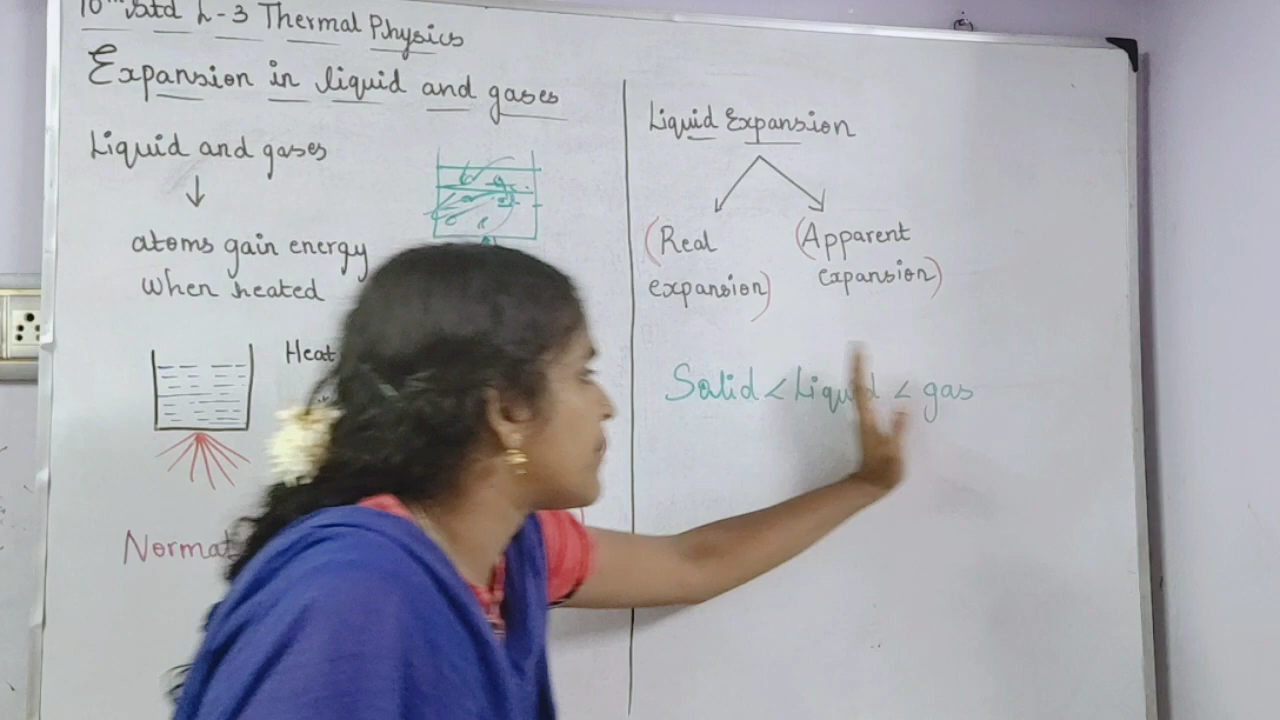 10th Std L-3 Thermal Physics
Expansion in liquid and gases
Liquid and gases
atoms gain energy
when heated
Heat
Normal
Liquid Expansion
(Real
expansion)
(Apparent
expansion)
Solid < Liquid < gas